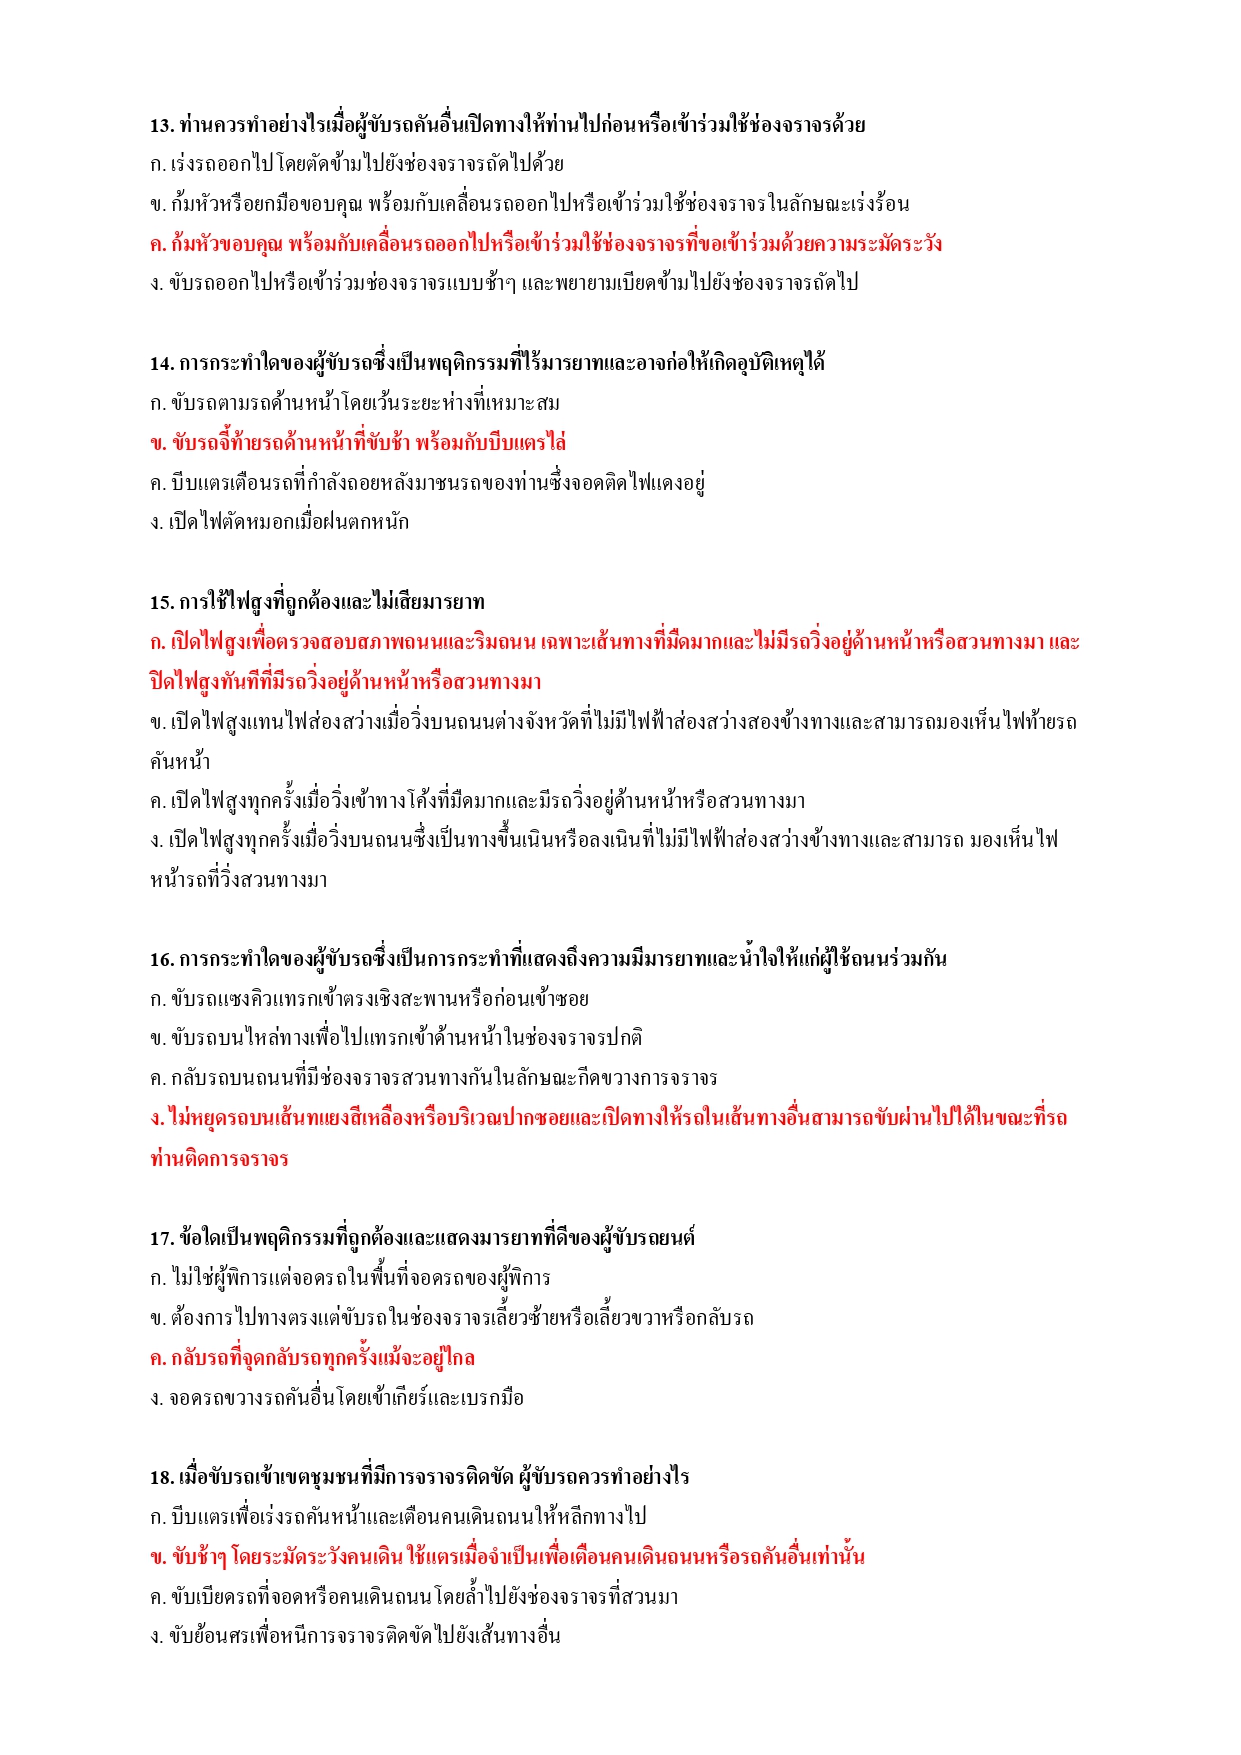 13. ท่านควรทำอย่างไรเมื่อผู้ขับรถคันอื่นเปิดทางให้ท่านไปก่อนหรือเข้าร่วมใช้ช่องจราจรด้วย
ก. เร่งรถออกไปโดยตัดข้ามไปยังช่องจราจรถัดไปด้วย
ข. ก้มหัวหรือยกมือขอบคุณ พร้อมกับเคลื่อนรถออกไปหรือเข้าร่วมใช้ช่องจราจรในลักษณะเร่งร้อน
ค. ก้มหัวขอบคุณ พร้อมกับเคลื่อนรถออกไปหรือเข้าร่วมใช้ช่องจราจรที่ขอเข้าร่วมด้วยความระมัดระวัง
ง. ขับรถออกไปหรือเข้าร่วมช่องจราจรแบบช้าๆ และพยายามเบียดข้ามไปยังช่องจราจรถัดไป
14. การกระทำใดของผู้ขับรถซึ่งเป็นพฤติกรรมที่ไร้มารยาทและอาจก่อให้เกิดอุบัติเหตุได้
ก. ขับรถตามรถด้านหน้าโดยเว้นระยะห่างที่เหมาะสม
ข. ขับรถจี้ท้ายรถด้านหน้าที่ขับช้า พร้อมกับบีบแตรไล่
ค. บีบแตรเตือนรถที่กำลังถอยหลังมาชนรถของท่านซึ่งจอดติดไฟแดงอยู่
ง. เปิดไฟตัดหมอกเมื่อฝนตกหนัก
15. การใช้ไฟสูงที่ถูกต้องและไม่เสียมารยาท
ก. เปิดไฟสูงเพื่อตรวจสอบสภาพถนนและริมถนน เฉพาะเส้นทางที่มืดมากและไม่มีรถวิ่งอยู่ด้านหน้าหรือสวนทางมา และ
ปิดไฟสูงทันทีที่มีรถวิ่งอยู่ด้านหน้าหรือสวนทางมา
ข. เปิดไฟสูงแทนไฟส่องสว่างเมื่อวิ่งบนถนนต่างจังหวัดที่ไม่มีไฟฟ้าส่องสว่างสองข้างทางและสามารถมองเห็นไฟท้ายรถ
คันหน้า
ค. เปิดไฟสูงทุกครั้งเมื่อวิ่งเข้าทางโค้งที่มืดมากและมีรถวิ่งอยู่ด้านหน้าหรือสวนทางมา
ง. เปิดไฟสูงทุกครั้งเมื่อวิ่งบนถนนซึ่งเป็นทางขึ้นเนินหรือลงเนินที่ไม่มีไฟฟ้าส่องสว่างข้างทางและสามารถ มองเห็นไฟ
หน้ารถที่วิ่งสวนทางมา
16. การกระทำใดของผู้ขับรถซึ่งเป็นการกระทำที่แสดงถึงความมีมารยาทและน้ำใจให้แก่ผู้ใช้ถนนร่วมกัน
ก. ขับรถแซงคิวแทรกเข้าตรงเชิงสะพานหรือก่อนเข้าซอย
ข. ขับรถบนไหล่ทางเพื่อไปแทรกเข้าด้านหน้าในช่องจราจรปกติ
ค. กลับรถบนถนนที่มีช่องจราจรสวนทางกันในลักษณะกีดขวางการจราจร
ง. ไม่หยุดรถบนเส้นทแยงสีเหลืองหรือบริเวณปากซอยและเปิดทางให้รถในเส้นทางอื่นสามารถขับผ่านไปได้ในขณะที่รถ
ท่านติดการจราจร
17. ข้อใดเป็นพฤติกรรมที่ถูกต้องและแสดงมารยาทที่ดีของผู้ขับรถยนต์
ก. ไม่ใช่ผู้พิการแต่จอดรถในพื้นที่จอดรถของผู้พิการ
ข. ต้องการไปทางตรงแต่ขับรถในช่องจราจรเลี้ยวซ้ายหรือเลี้ยวขวาหรือกลับรถ
ค. กลับรถที่จุดกลับรถทุกครั้งแม้จะอยู่ไกล
ง. จอดรถขวางรถคันอื่นโดยเข้าเกียร์และเบรกมือ
18. เมื่อขับรถเข้าเขตชุมชนที่มีการจราจรติดขัด ผู้ขับรถควรทำอย่างไร
ก. บีบแตรเพื่อเร่งรถคันหน้าและเตือนคนเดินถนนให้หลีกทางไป
ข. ขับช้าๆ โดยระมัดระวังคนเดิน ใช้แตรเมื่อจำเป็นเพื่อเตือนคนเดินถนนหรือรถคันอื่นเท่านั้น
ค. ขับเบียดรถที่จอดหรือคนเดินถนนโดยล้ำไปยังช่องจราจรที่สวนมา
ง. ขับย้อนศรเพื่อหนีการจราจรติดขัดไปยังเส้นทางอื่น